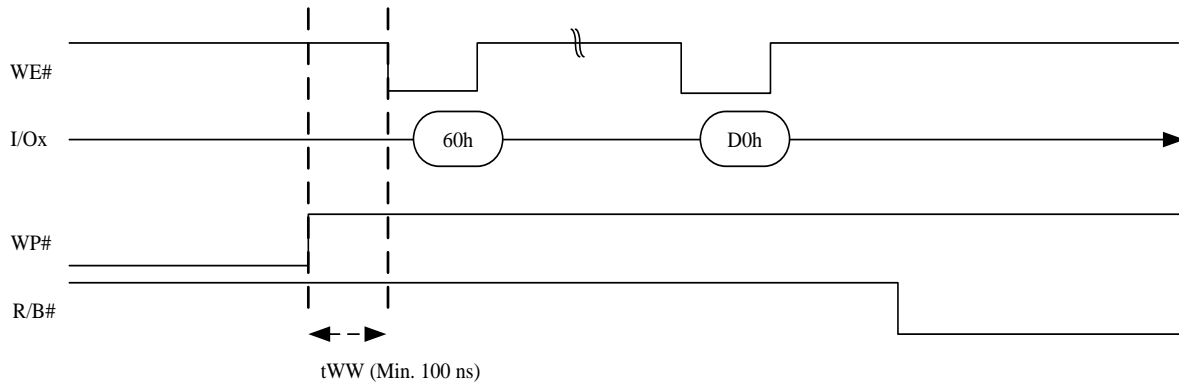 WE#
I/Ox
60h
D0h
WP#
R/B#
tWW (Min. 100 ns)